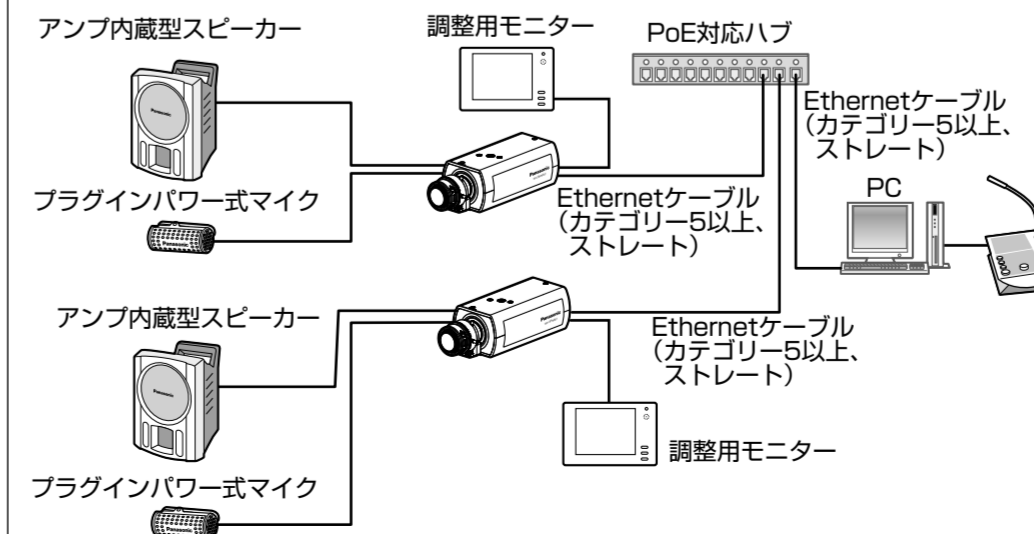 アンプ内蔵型スピーカー
調整用モニター
PoE対応ハブ
Ethernetケーブル
（カテゴリー5以上、
ストレート）
プラグインパワー式マイク
Ethernetケーブル
（カテゴリー5以上、
ストレート）
PC
アンプ内蔵型スピーカー
Ethernetケーブル
（カテゴリー5以上、
ストレート）
調整用モニター
プラグインパワー式マイク
Panasonic
Panasonic
Panasonic
Panasonic
Panasonic
Panasonic